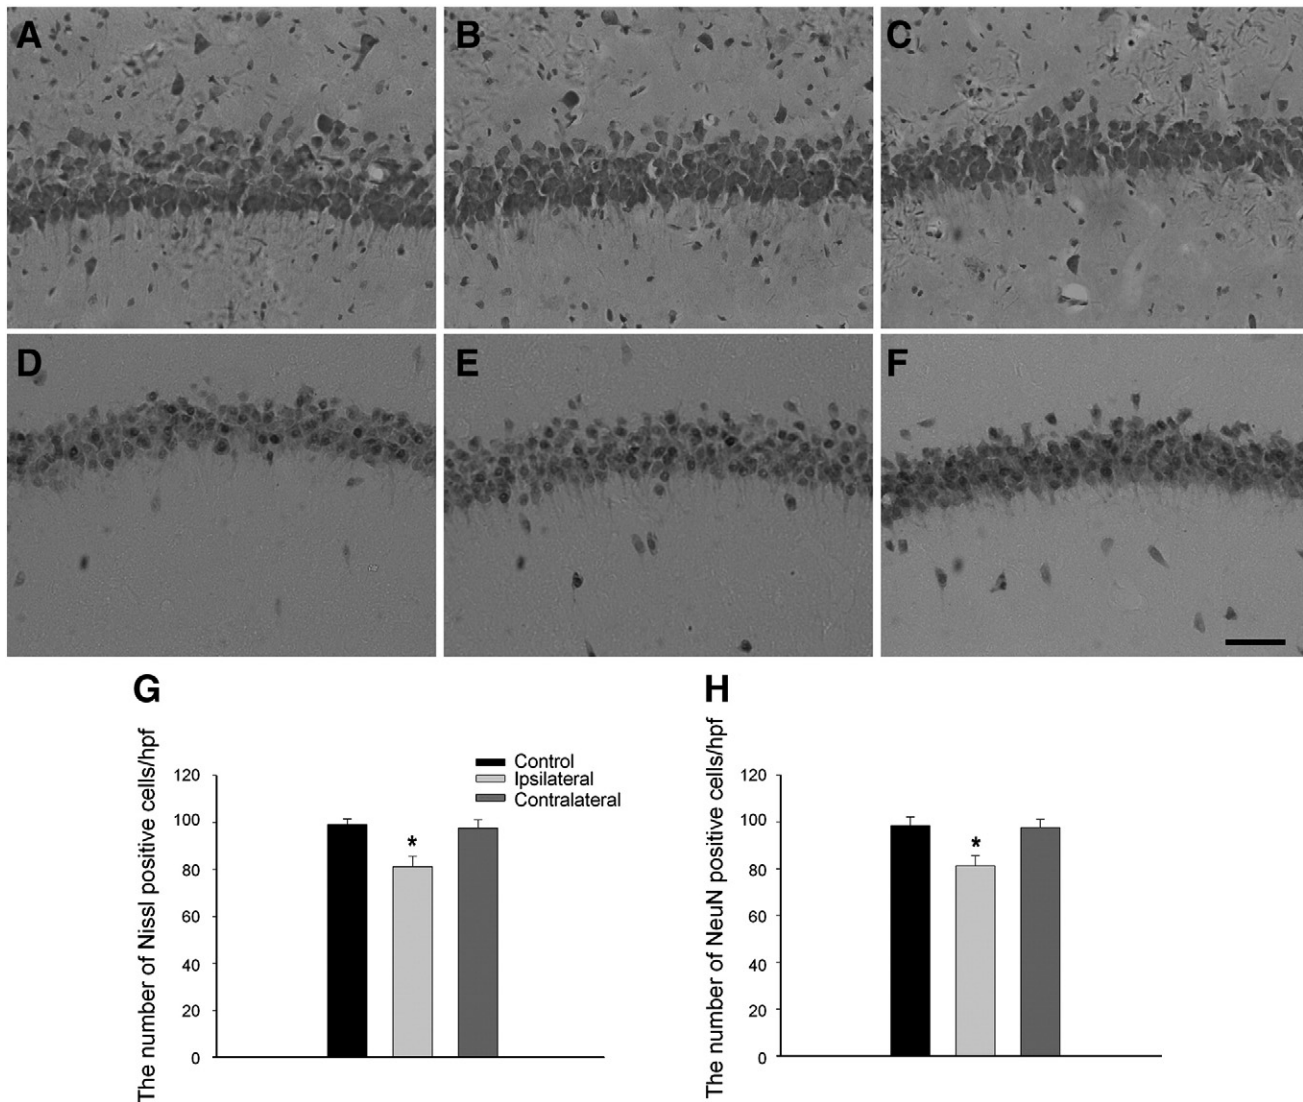 A
B
C
D
E
F
G
H
The number of Nissl positive cells/hpf
120
100
80
60
40
20
0
*
Control
Ipsilateral
Contralateral
The number of NeuN positive cells/hpf
120
100
80
60
40
20
0
*